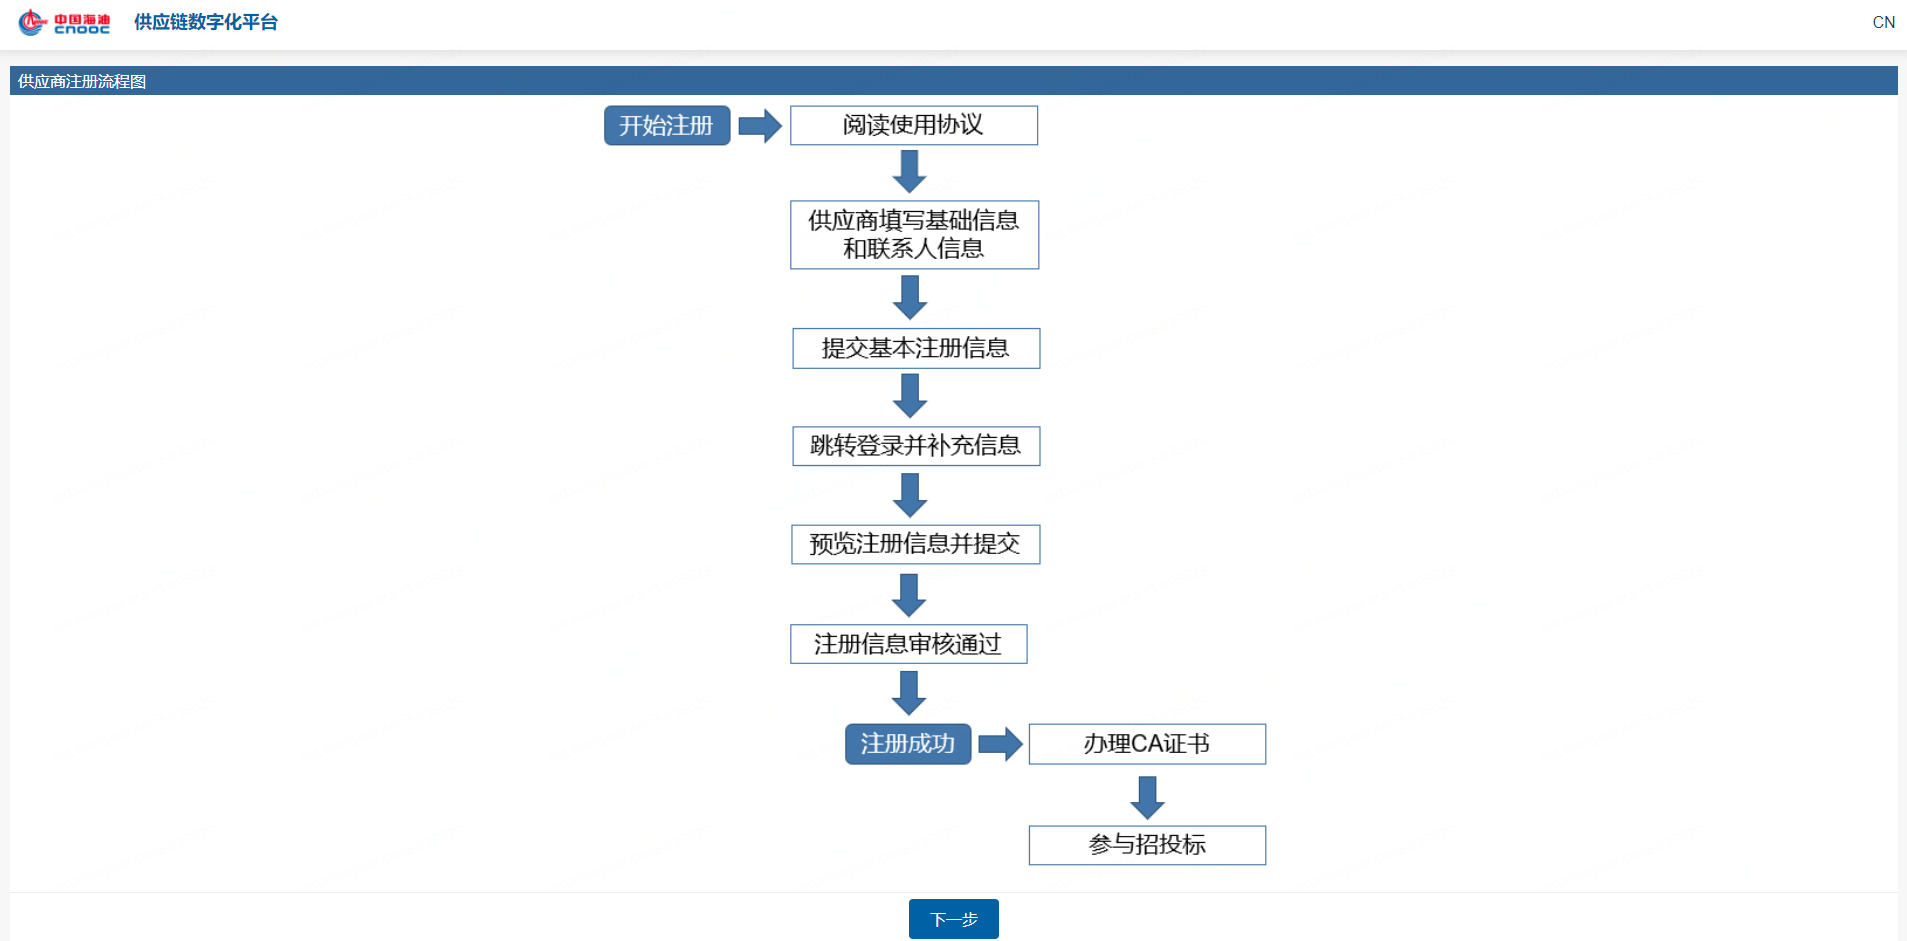 中国海油
CNOOC
供应链数字化平台
CN
供应商注册流程图
开始注册
阅读使用协议
供应商填写基础信息
和联系人信息
提交基本注册信息
跳转登录并补充信息
预览注册信息并提交
注册信息审核通过
注册成功
办理CA证书
参与招投标
下一步